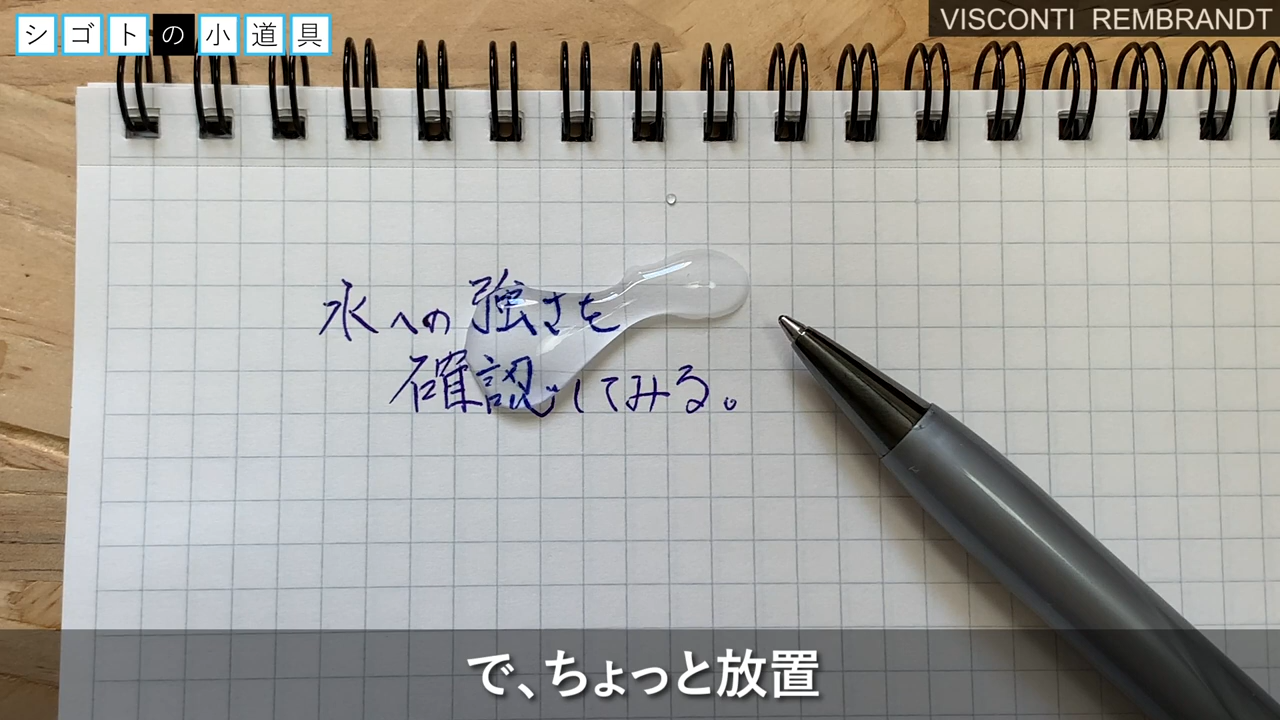 シゴトの小道具
VISCONTI REMBRANDT
水への強さを
確認してみる。
で、ちょっと放置